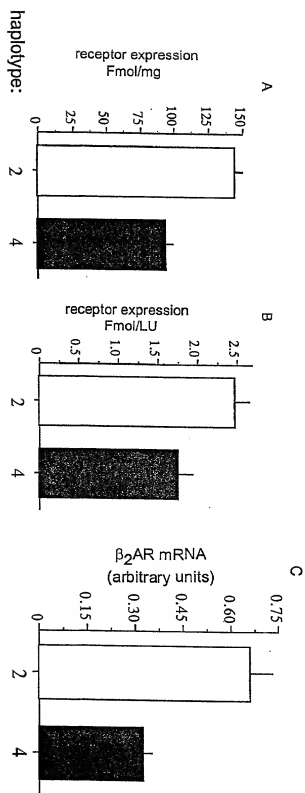 A
receptor expression
Fmol/mg
150
125
100
75
50
25
0
haplotype:
2
4
B
receptor expression
Fmol/LU
2.5
2.0
1.5
1.0
0.5
0
2
4
C
β₂AR mRNA
(arbitrary units)
0.75
0.60
0.45
0.30
0.15
0
2
4